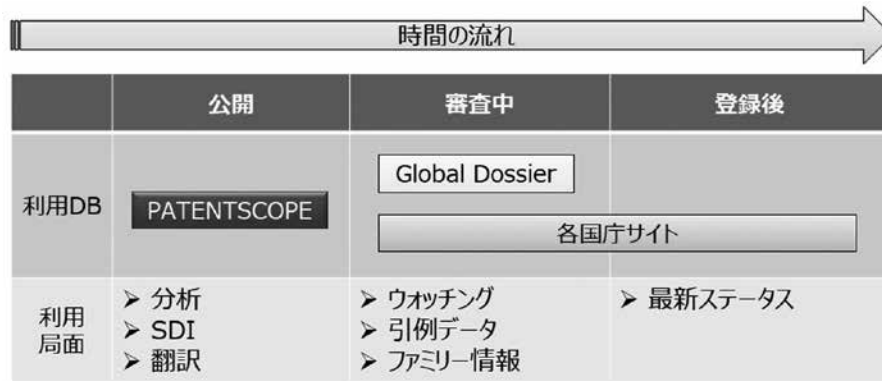 時間の流れ
公開 審査中 登録後
利用DB
PATENTSCOPE
Global Dossier
各国庁サイト
利用
局面
➢ 分析
➢ SDI
➢ 翻訳
➢ ウォッチング
➢ 引例データ
➢ ファミリー情報
➢ 最新ステータス